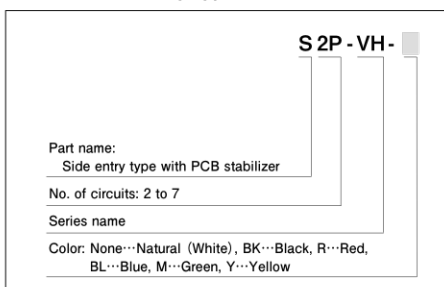 S 2P - VH -
Part name:
Side entry type with PCB stabilizer
No. of circuits: 2 to 7
Series name
Color: None…Natural (White), BK…Black, R…Red,
BL…Blue, M…Green, Y…Yellow